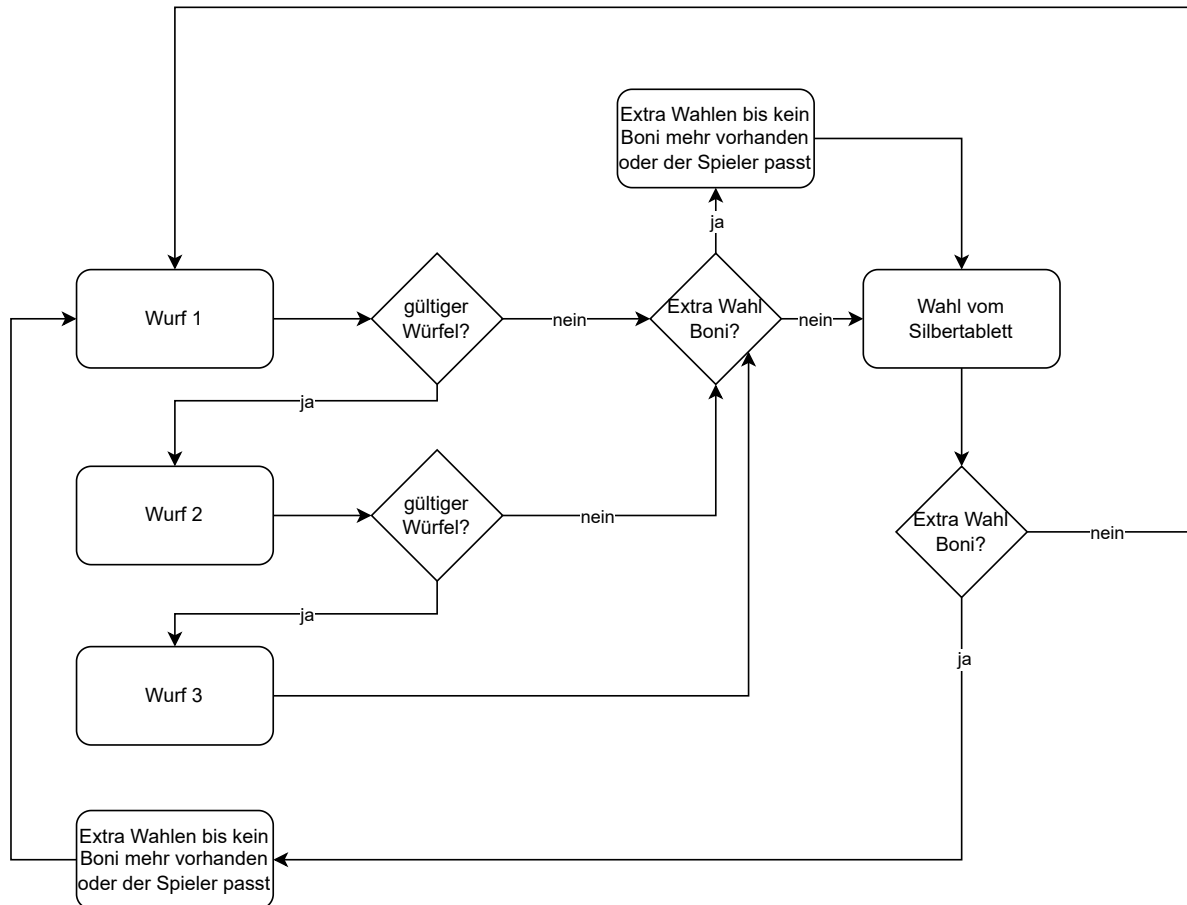 Extra Wahlen bis kein
Boni mehr vorhanden
oder der Spieler passt
ja
Wurf 1
gültiger
Würfel?
nein
Extra Wahl
Boni?
nein
Wahl vom
Silbertablett
ja
Wurf 2
gültiger
Würfel?
nein
Extra Wahl
Boni?
nein
ja
ja
Wurf 3
Extra Wahlen bis kein
Boni mehr vorhanden
oder der Spieler passt